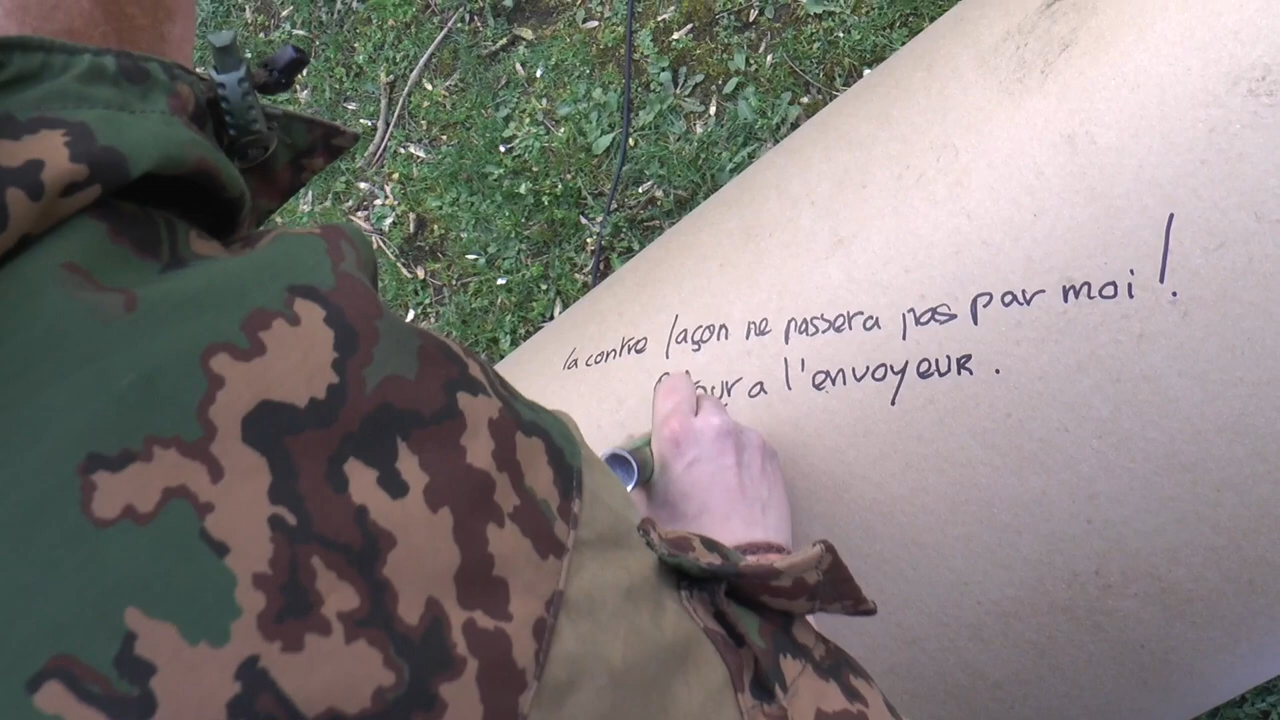 la contre façon ne passera pas par moi !
a l'envoyeur .